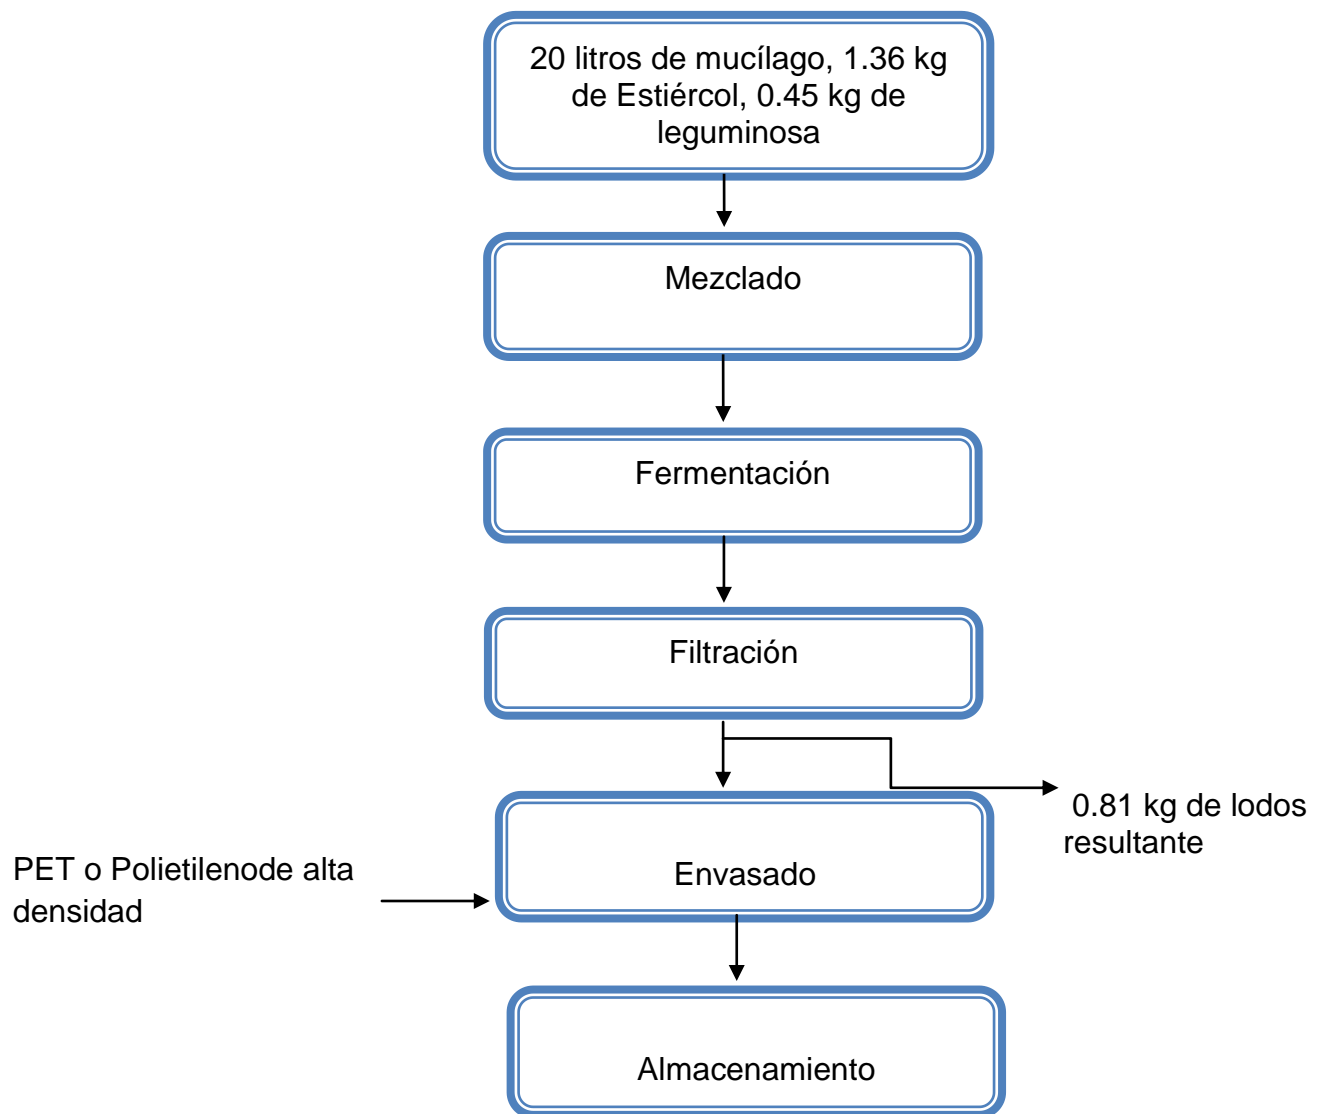 20 litros de mucílago, 1.36 kg
de Estiércol, 0.45 kg de
leguminosa
Mezclado
Fermentación
Filtración
0.81 kg de lodos
resultante
PET o Polietilenode alta
densidad
Envasado
Almacenamiento